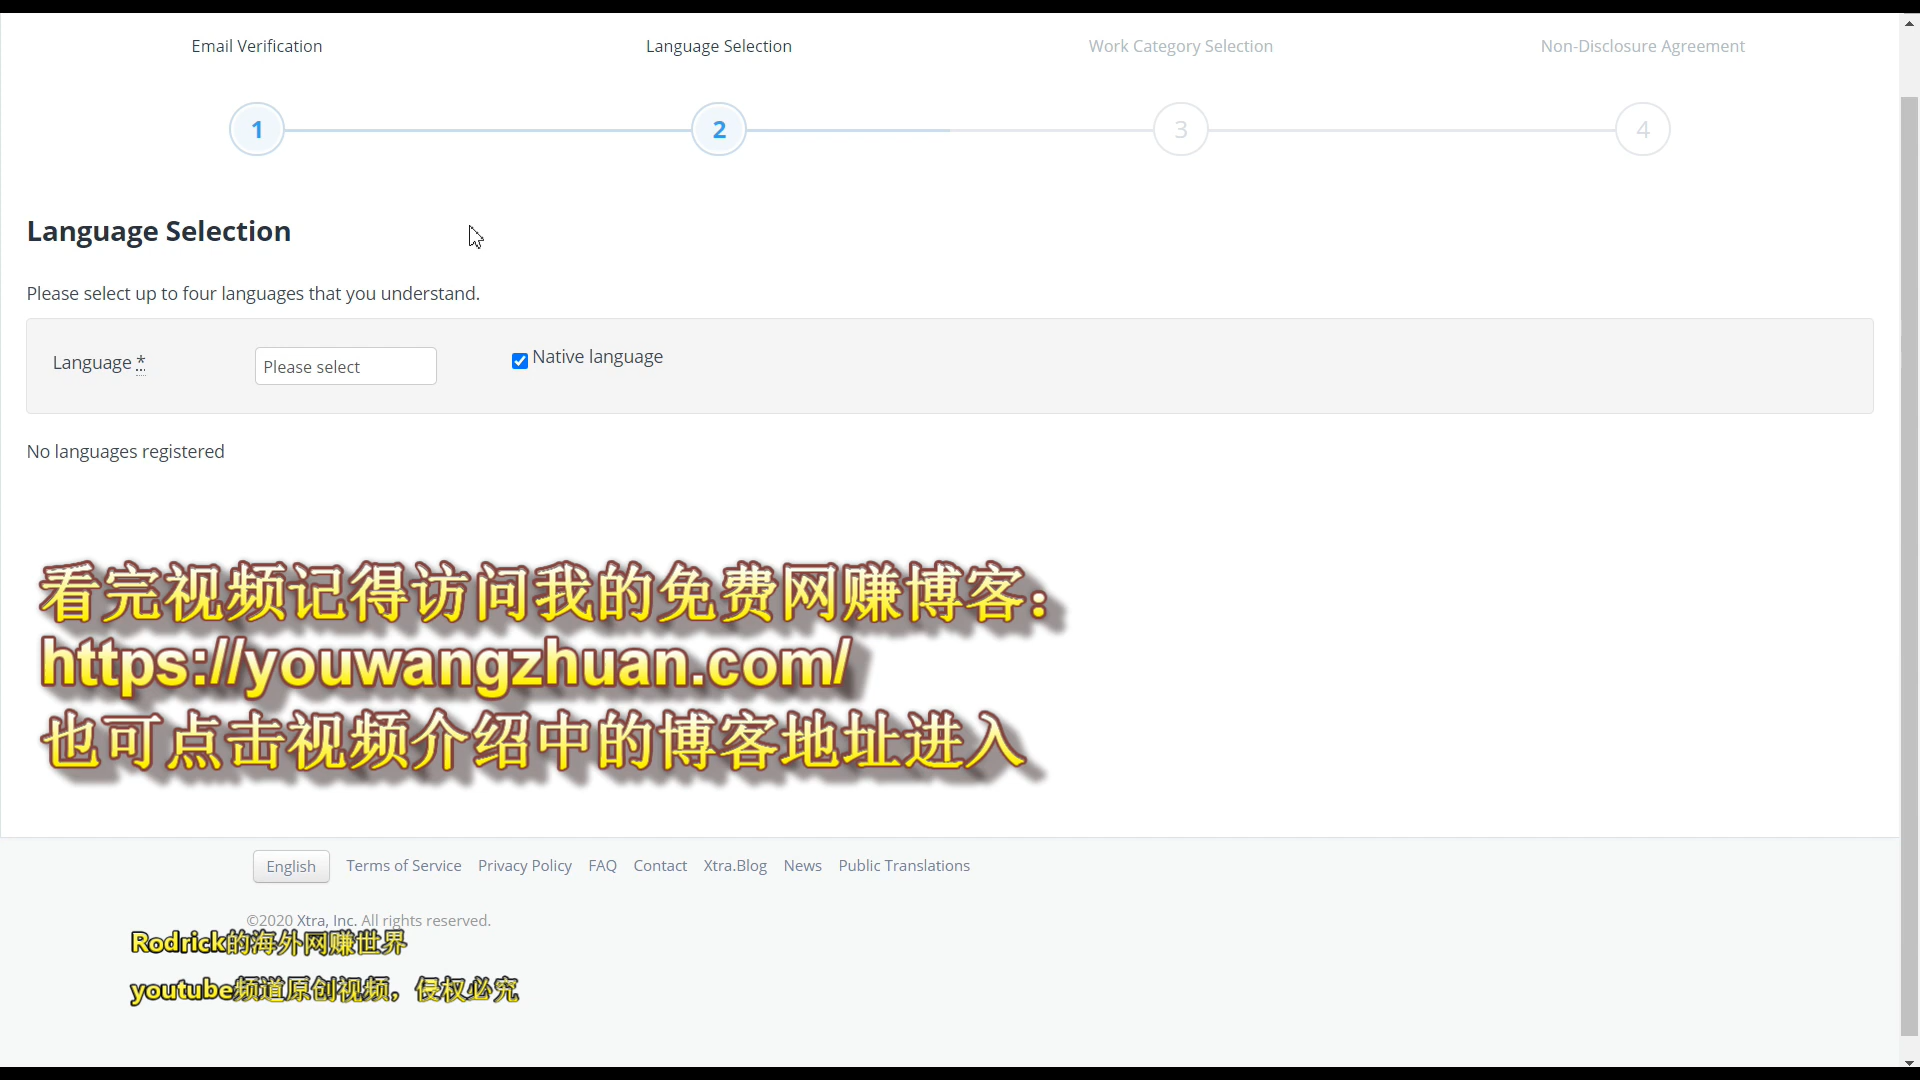 Email Verification
Language Selection
Work Category Selection
Non-Disclosure Agreement
1
2
3
4
Language Selection
Please select up to four languages that you understand.
Language *
Please select
Native language
No languages registered
看完视频记得访问我的免费网赚博客：
https://youwangzhuan.com/
也可点击视频介绍中的博客地址进入
English Terms of Service Privacy Policy FAQ Contact Xtra.Blog News Public Translations
©2020 Xtra, Inc. All rights reserved.
Rodrick的海外网赚世界
youtube频道原创视频，侵权必究